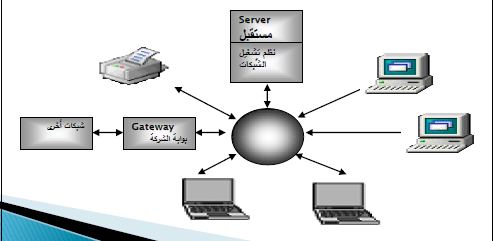 Server
مستقبل
نظم تشغيل
الشبكات
شبكات أخرى
Gateway
بوابة الشركة